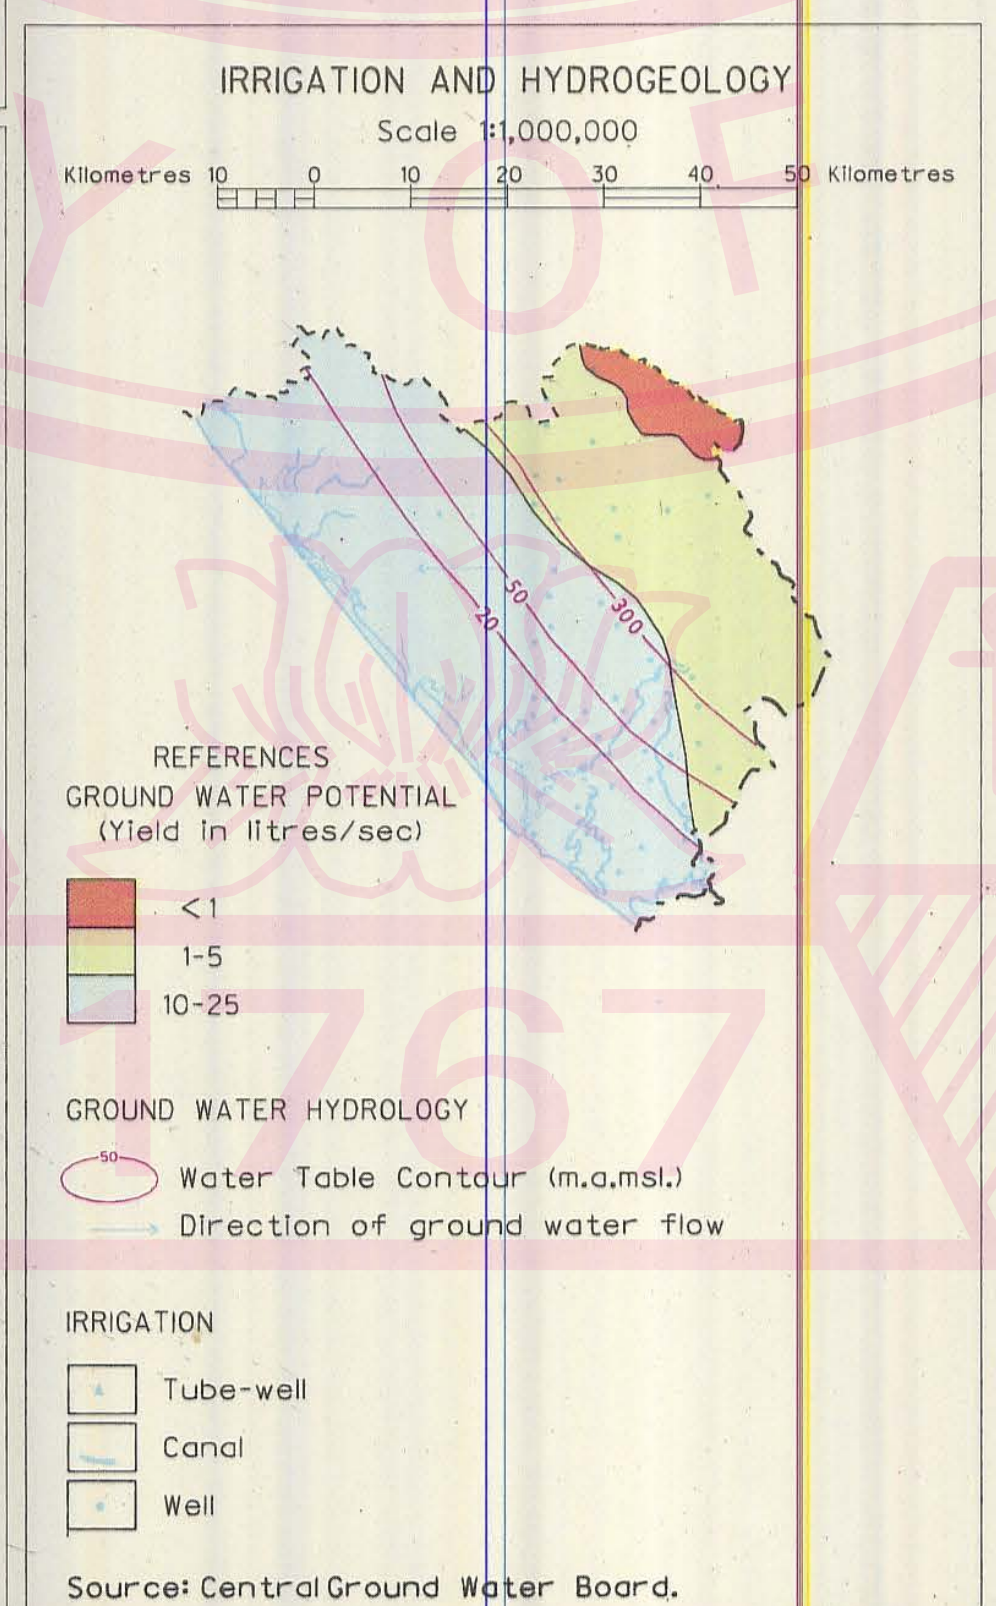 IRRIGATION AND HYDROGEOLOGY
Scale 1:1,000,000
Kilometres 10 0 10 20 30 40 50 Kilometres
Y OF
50
20
300
REFERENCES
GROUND WATER POTENTIAL
(Yield in litres/sec)
<1
1-5
10-25
1767
GROUND WATER HYDROLOGY
50
Water Table Contour (m.a.msl.)
Direction of ground water flow
IRRIGATION
Tube-well
Canal
Well
Source: Central Ground Water Board.